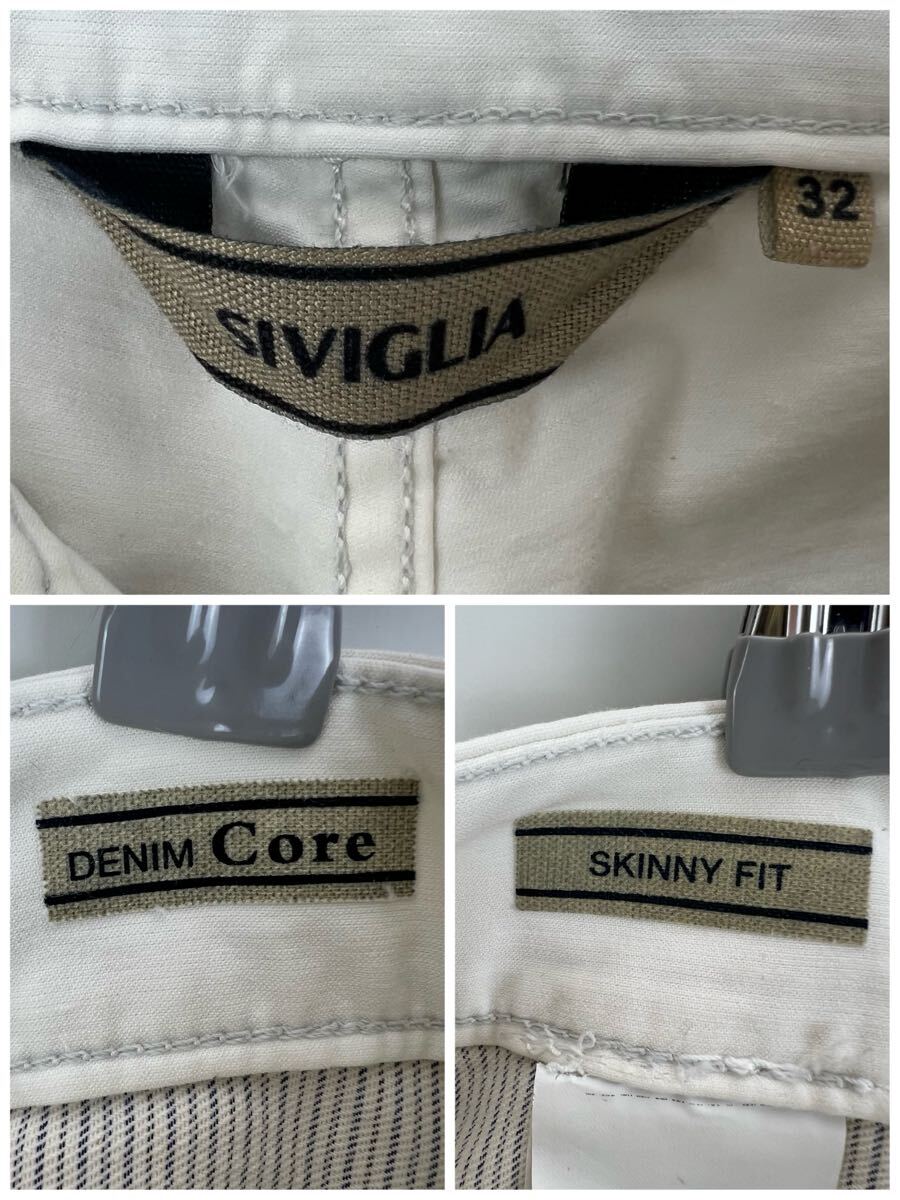 32
SIVIGLIA
DENIM Core
SKINNY FIT